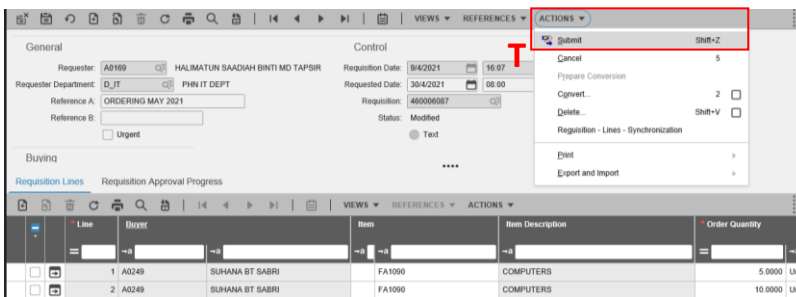 VIEWS REFERENCES ACTIONS
General
Control
Requester: A0169 HALIMATUN SAADIAH BINTI MD TAPSIR
Requisition Date: 9/4/2021 16:07
Requester Department: D_IT PHN IT DEPT
Requested Date: 30/4/2021 08:00
Reference A: ORDERING MAY 2021
Requisition: 460006087
Reference B:
Status: Modified
Urgent
Text
T
Submit Shift+Z
Cancel 5
Prepare Conversion
Convert... 2
Delete... Shift+V
Requisition - Lines - Synchronization
Print
Export and Import
Buying
Requisition Lines Requisition Approval Progress
VIEWS REFERENCES ACTIONS
* Line Buyer Item Item Description * Order Quantity
1 A0249 SUHANA BT SABRI FA1090 COMPUTERS 5.0000
2 A0249 SUHANA BT SABRI FA1090 COMPUTERS 10.0000